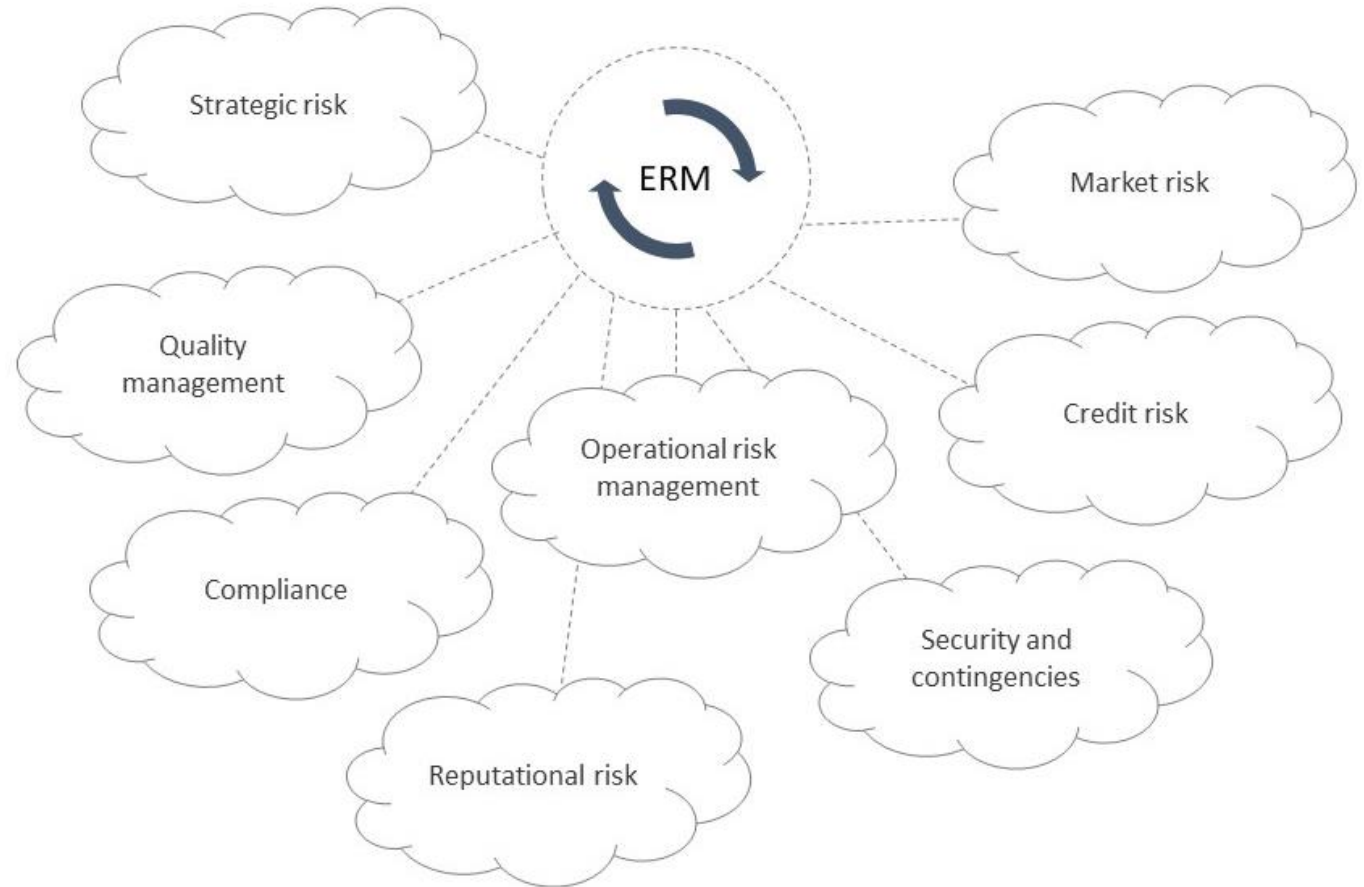 Strategic risk
ERM
Market risk
Quality
management
Credit risk
Operational risk
management
Compliance
Security and
contingencies
Reputational risk